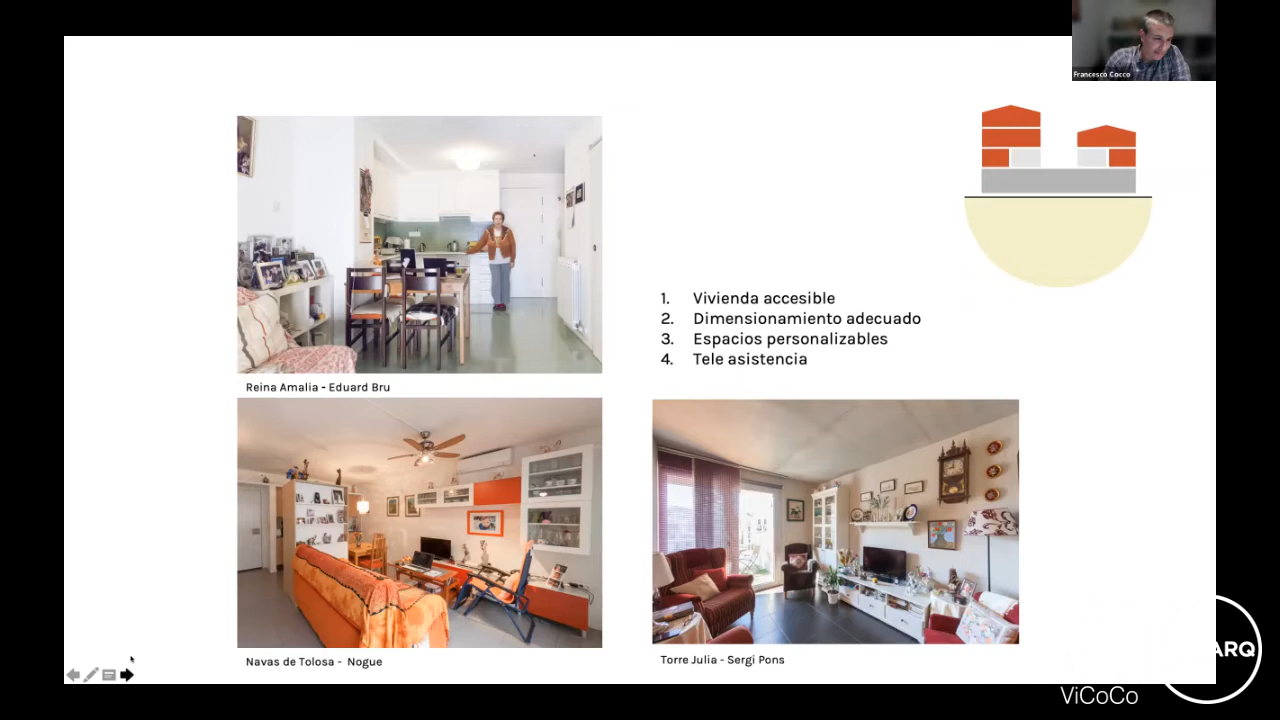 Francesco Cocco
1. Vivienda accesible
2. Dimensionamiento adecuado
3. Espacios personalizables
4. Tele asistencia
Reina Amalia - Eduard Bru
Navas de Tolosa - Nogue
Torre Julia - Sergi Pons
ARQ
ViCoCo